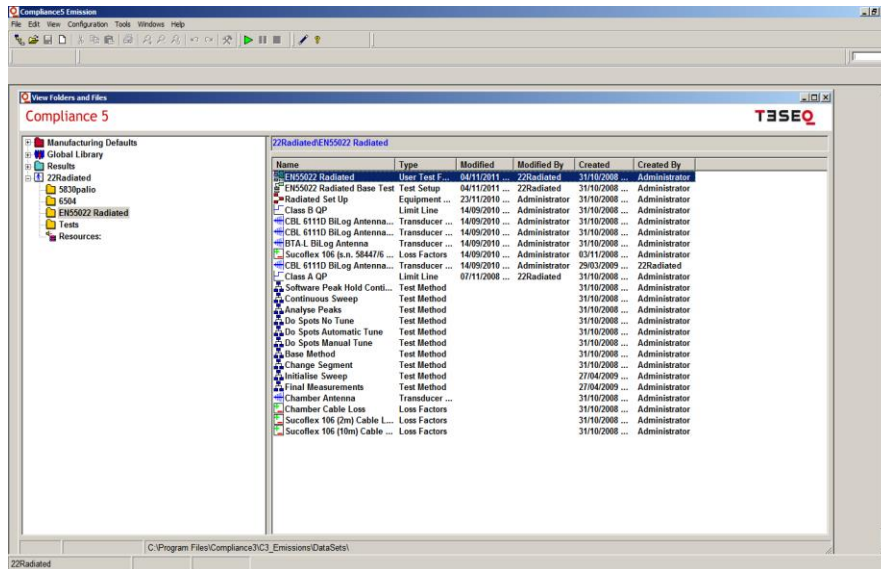 Compliance5 Emission
File Edit View Configuration Tools Windows Help
View Folders and Files
Compliance 5
TESEQ
Manufacturing Defaults
Global Library
Results
22Radiated
5830palio
6504
EN55022 Radiated
Tests
Resources:
22Radiated\EN55022 Radiated
Name Type Modified Modified By Created Created By
EN55022 Radiated User Test F... 04/11/2011 ... 22Radiated 31/10/2008 ... Administrator
EN55022 Radiated Base Test Test Setup 04/11/2011 ... 22Radiated 31/10/2008 ... Administrator
Radiated Set Up Equipment ... 23/11/2010 ... Administrator 31/10/2008 ... Administrator
Class B QP Limit Line 14/09/2010 ... Administrator 31/10/2008 ... Administrator
CBL 6111D BiLog Antenna... Transducer ... 14/09/2010 ... Administrator 31/10/2008 ... Administrator
CBL 6111D BiLog Antenna... Transducer ... 14/09/2010 ... Administrator 31/10/2008 ... Administrator
BTA-L BiLog Antenna Transducer ... 14/09/2010 ... Administrator 31/10/2008 ... Administrator
Sucoflex 106 (s.n. 58447/6 ... Loss Factors 14/09/2010 ... Administrator 03/11/2008 ... Administrator
CBL 6111D BiLog Antenna... Transducer ... 14/09/2010 ... Administrator 29/03/2009 ... 22Radiated
Class A QP Limit Line 07/11/2008 ... 22Radiated 31/10/2008 ... Administrator
Software Peak Hold Conti... Test Method 31/10/2008 ... Administrator
Continuous Sweep Test Method 31/10/2008 ... Administrator
Analyse Peaks Test Method 31/10/2008 ... Administrator
Do Spots No Tune Test Method 31/10/2008 ... Administrator
Do Spots Automatic Tune Test Method 31/10/2008 ... Administrator
Do Spots Manual Tune Test Method 31/10/2008 ... Administrator
Base Method Test Method 31/10/2008 ... Administrator
Change Segment Test Method 31/10/2008 ... Administrator
Initialise Sweep Test Method 27/04/2009 ... Administrator
Final Measurements Test Method 27/04/2009 ... Administrator
Chamber Antenna Transducer ... 31/10/2008 ... Administrator
Chamber Cable Loss Loss Factors 31/10/2008 ... Administrator
Sucoflex 106 (2m) Cable L... Loss Factors 31/10/2008 ... Administrator
Sucoflex 106 (10m) Cable ... Loss Factors 31/10/2008 ... Administrator
C:\Program Files\Compliance3\C3_Emissions\DataSets\
22Radiated